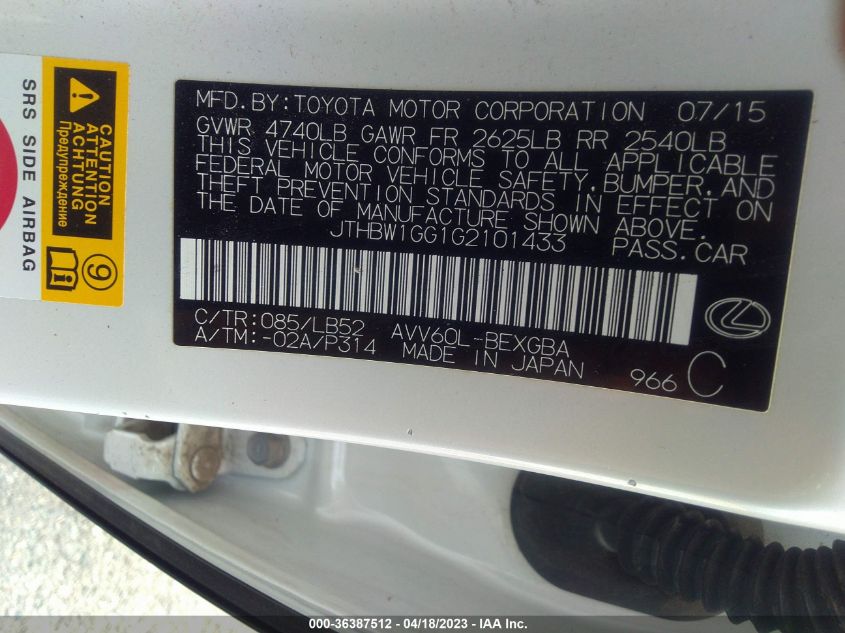 MFD.BY:TOYOTA MOTOR CORPORATION 07/15
GVWR 4740LB GAWR FR 2625LB RR 2540LB
THIS VEHICLE CONFORMS TO ALL APPLICABLE
FEDERAL MOTOR VEHICLE SAFETY,BUMPER,AND
THEFT PREVENTION STANDARDS IN EFFECT ON
THE DATE OF MANUFACTURE SHOWN ABOVE.
JTHBW1GG1G2101433 PASS.CAR
C/TR:085/LB52 AVV60L-BEXGBA
A/TM:-02A/P314 MADE IN JAPAN
966 C
SRS SIDE AIRBAG
CAUTION
ATTENTION
ACHTUNG
Предупреждение
9
000-36387512 - 04/18/2023 - © IAA Inc.